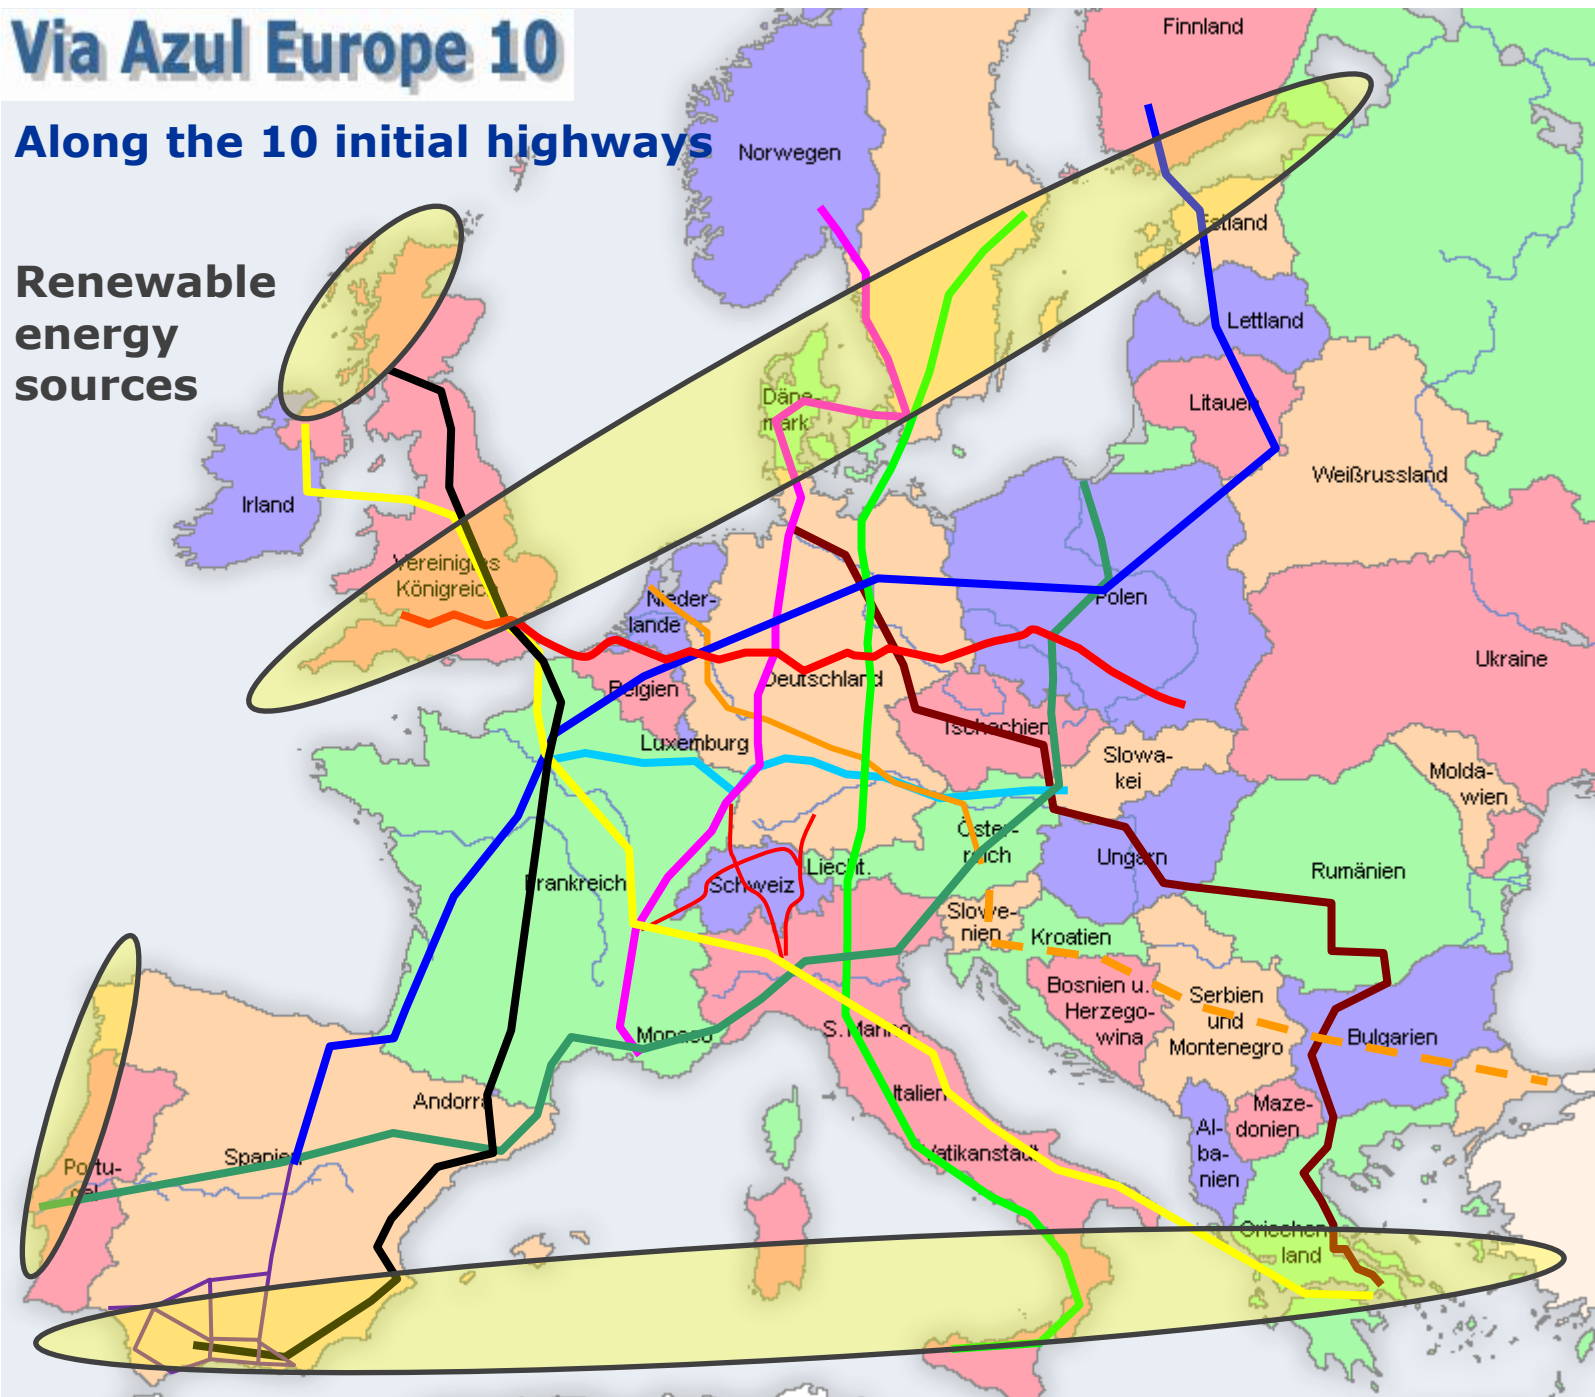 Via Azul Europe 10
Along the 10 initial highways
Renewable
energy
sources
Finnland
Norwegen
Estland
Lettland
Litauen
Däne-
mark
Weißrussland
Irland
Vereinigtes
Königreich
Nieder-
lande
Polen
Ukraine
Belgien
Deutschland
Tschechien
Luxemburg
Slowa-
kei
Molda-
wien
Öster-
reich
Ungarn
Liecht.
Rumänien
Frankreich
Schweiz
Slowe-
nien
Kroatien
Bosnien u.
Herzego-
wina
Serbien
und
Montenegro
Bulgarien
Monaco
S. Marino
Andorra
Italien
Maze-
donien
Al-
ba-
nien
Vatikanstadt
Spanien
Portu-
gal
Griechen-
land